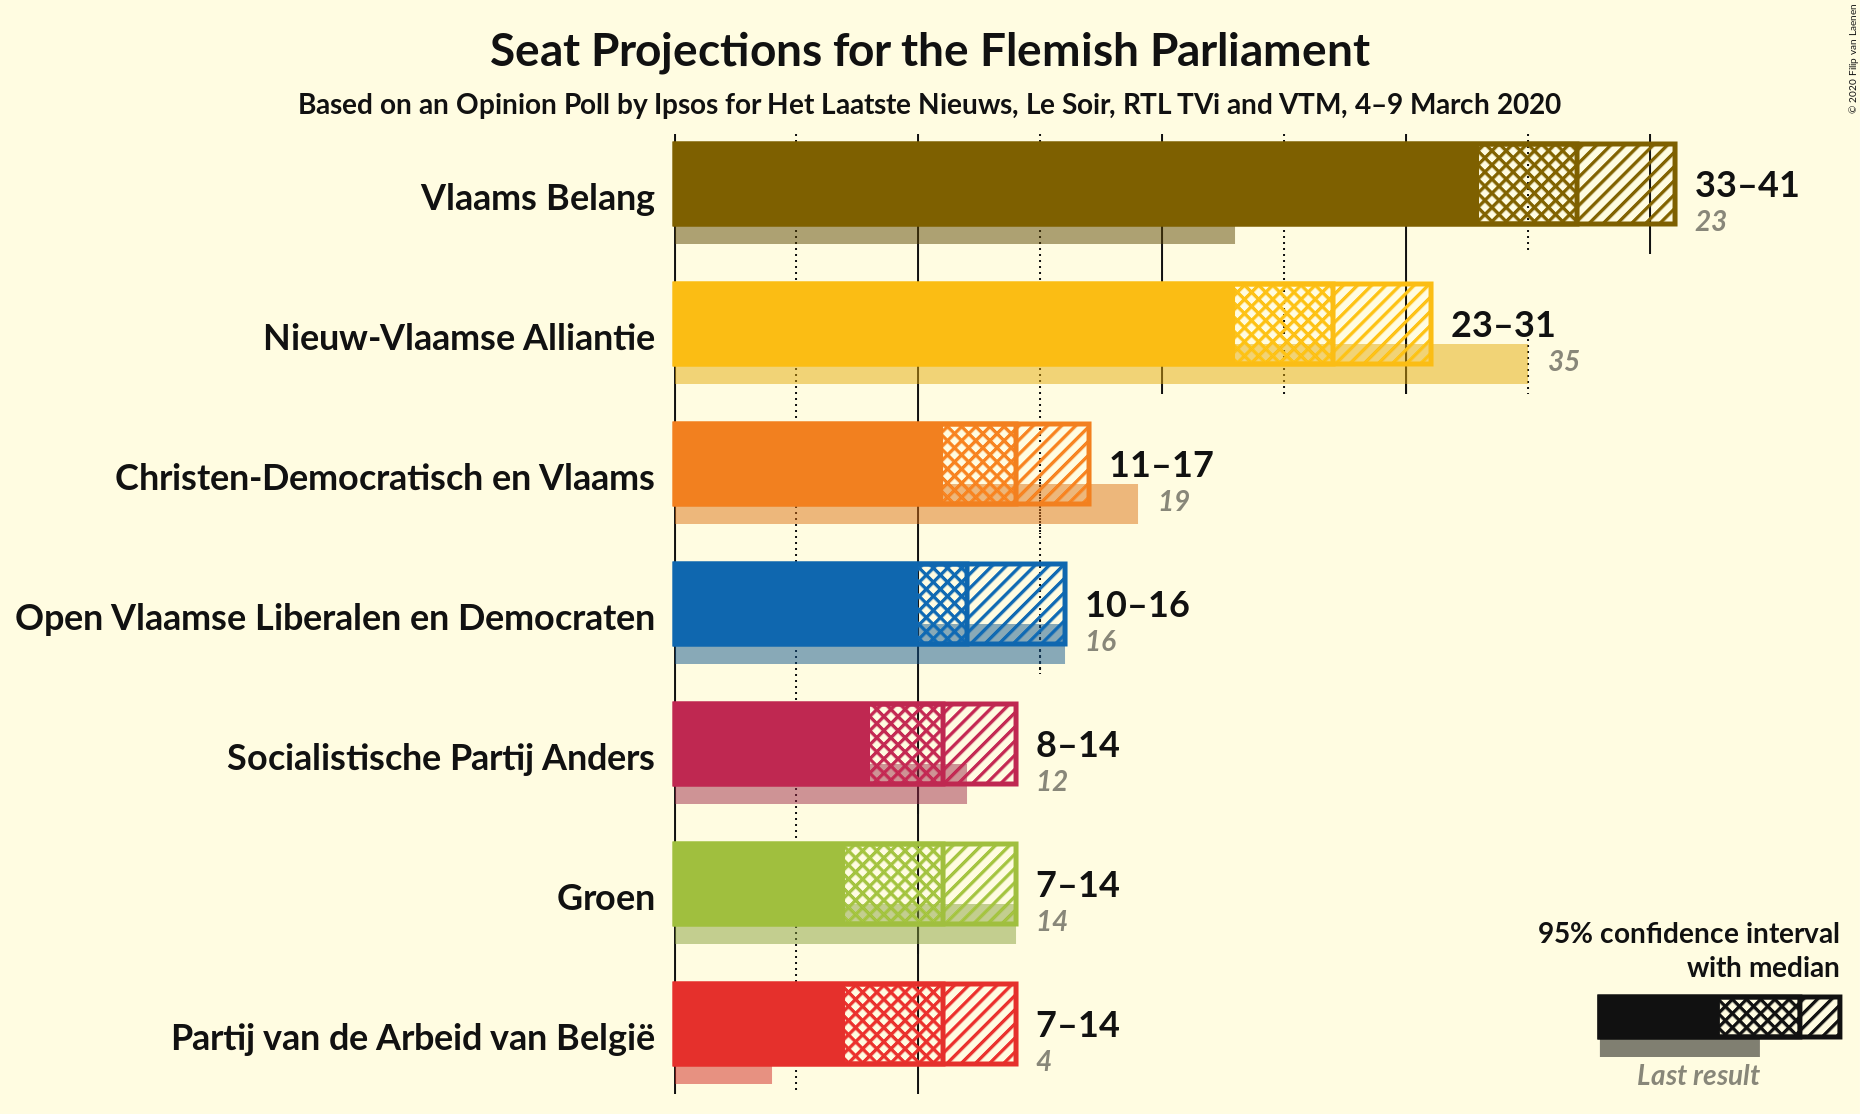 Seat Projections for the Flemish Parliament
Based on an Opinion Poll by Ipsos for Het Laatste Nieuws, Le Soir, RTL TVi and VTM, 4–9 March 2020
© 2020 Filip van Laenen
Vlaams Belang
33–41
23
Nieuw-Vlaamse Alliantie
23–31
35
Christen-Democratisch en Vlaams
11–17
19
Open Vlaamse Liberalen en Democraten
10–16
16
Socialistische Partij Anders
8–14
12
Groen
7–14
14
Partij van de Arbeid van België
7–14
4
95% confidence interval
with median
Last result